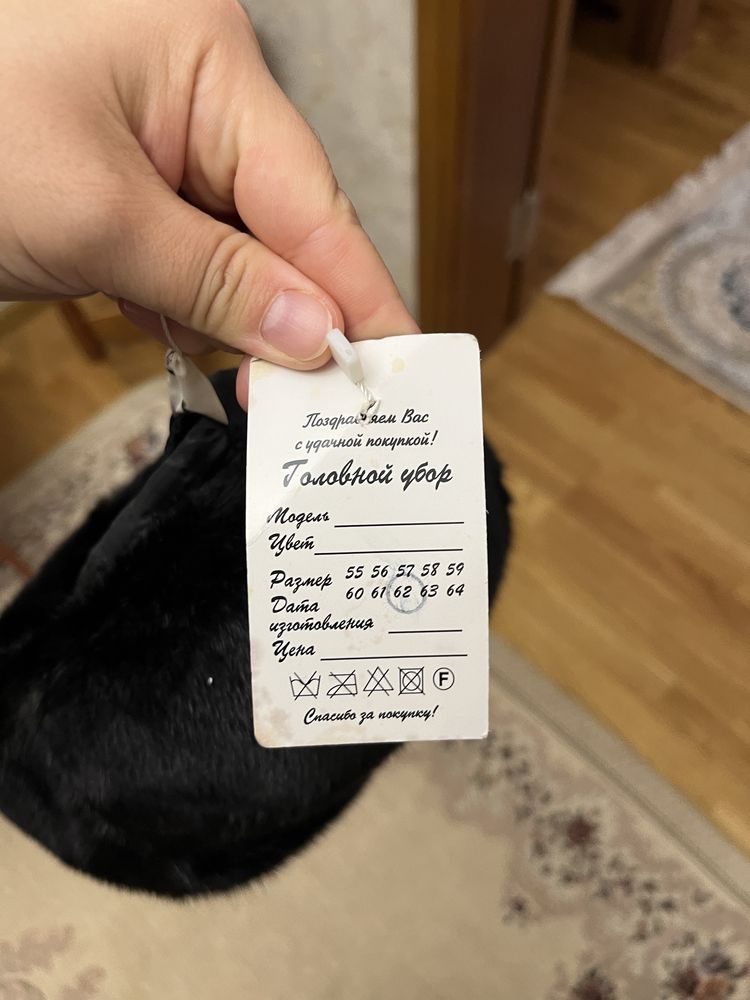 Поздравляем Вас
с удачной покупкой!
Головной убор
Модель
Цвет
Размер 55 56 57 58 59
60 61 62 63 64
Дата
изготовления
Цена
F
Спасибо за покупку!